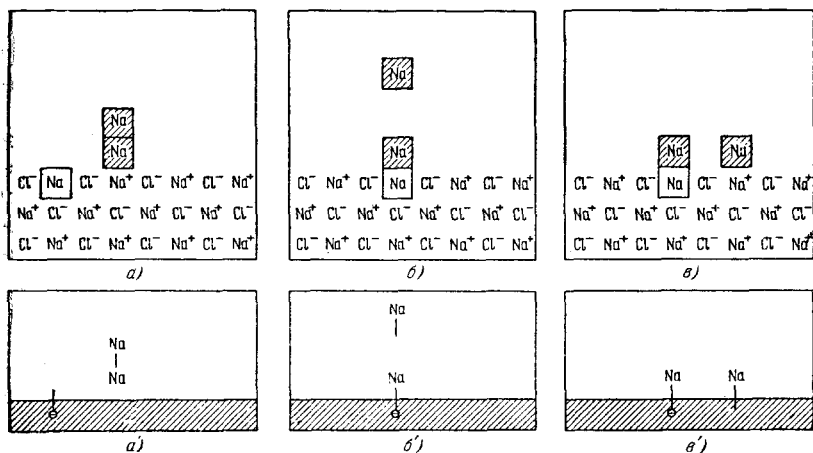 Na
Na
Cl⁻ Na Cl⁻ Na⁺ Cl⁻ Na⁺ Cl⁻ Na⁺
Na⁺ Cl⁻ Na⁺ Cl⁻ Na⁺ Cl⁻ Na⁺ Cl⁻
Cl⁻ Na⁺ Cl⁻ Na⁺ Cl⁻ Na⁺ Cl⁻ Na⁺
а)
Na
Na
Cl⁻ Na⁺ Cl⁻ Na Cl⁻ Na⁺ Cl⁻ Na⁺
Na⁺ Cl⁻ Na⁺ Cl⁻ Na⁺ Cl⁻ Na⁺ Cl⁻
Cl⁻ Na⁺ Cl⁻ Na⁺ Cl⁻ Na⁺ Cl⁻ Na⁺
б)
Na Na
Cl⁻ Na⁺ Cl⁻ Na Cl⁻ Na⁺ Cl⁻ Na⁺
Na⁺ Cl⁻ Na⁺ Cl⁻ Na⁺ Cl⁻ Na⁺ Cl⁻
Cl⁻ Na⁺ Cl⁻ Na⁺ Cl⁻ Na⁺ Cl⁻ Na⁺
в)
Na
Na
а')
Na
Na
б')
Na Na
в')